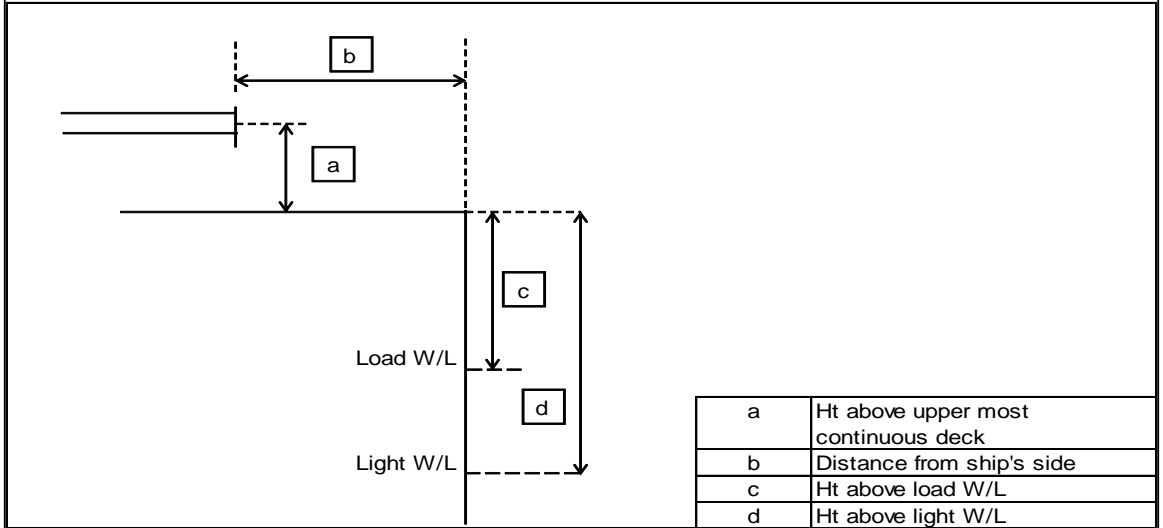 b
a
c
Load W/L
d
Light W/L
a Ht above upper most
continuous deck
b Distance from ship's side
c Ht above load W/L
d Ht above light W/L